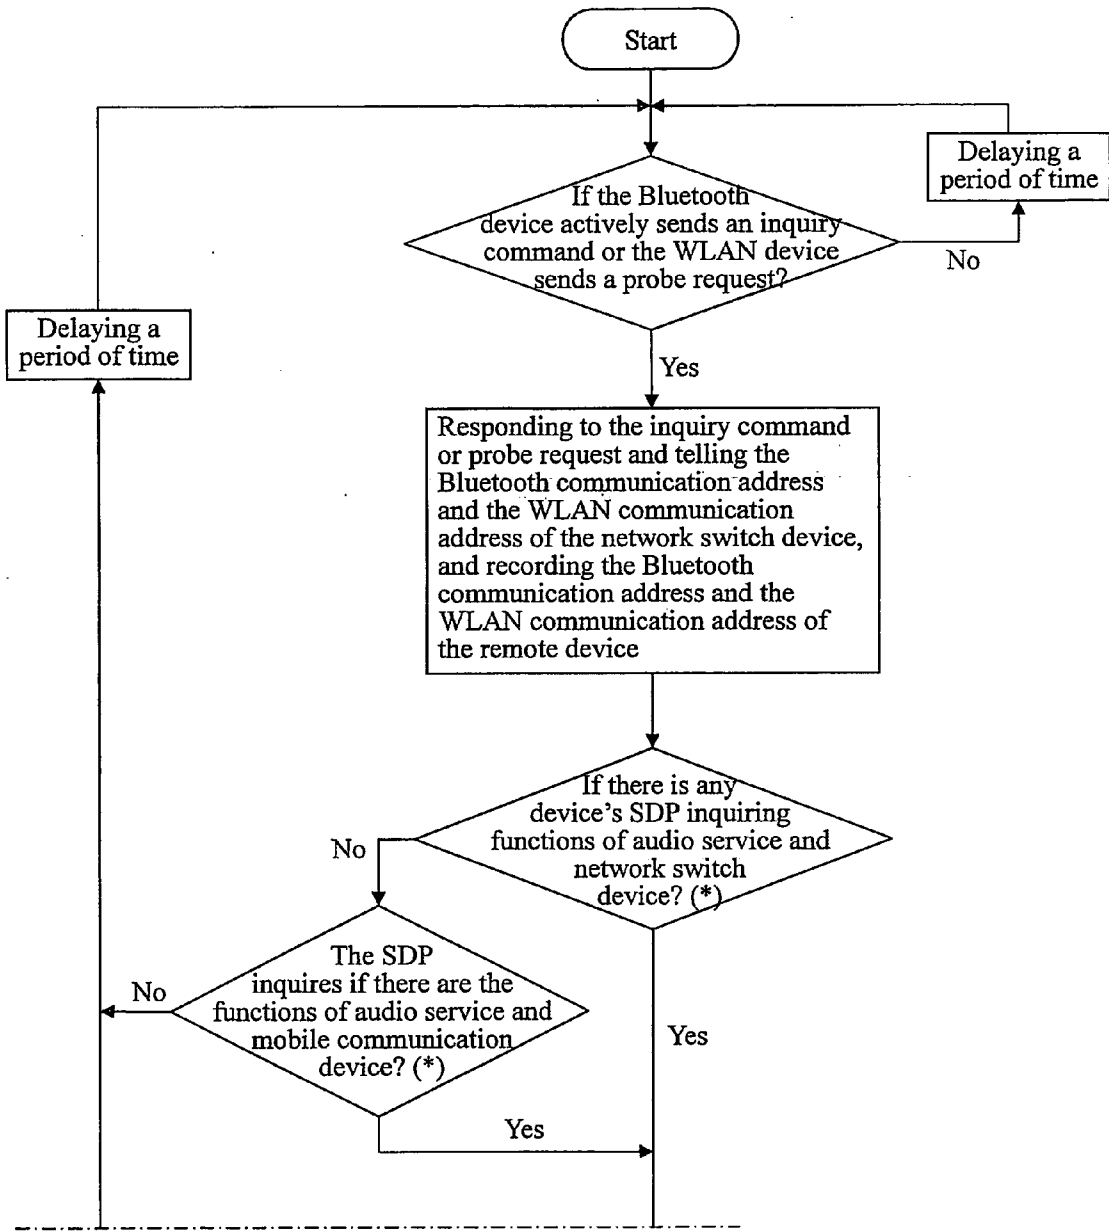 Start
Delaying a
period of time
If the Bluetooth
device actively sends an inquiry
command or the WLAN device
sends a probe request?
No
Delaying a
period of time
Yes
Responding to the inquiry command
or probe request and telling the
Bluetooth communication address
and the WLAN communication
address of the network switch device,
and recording the Bluetooth
communication address and the
WLAN communication address of
the remote device
If there is any
device's SDP inquiring
functions of audio service and
network switch
device? (*)
No
The SDP
inquires if there are the
functions of audio service and
mobile communication
device? (*)
No
Yes
Yes